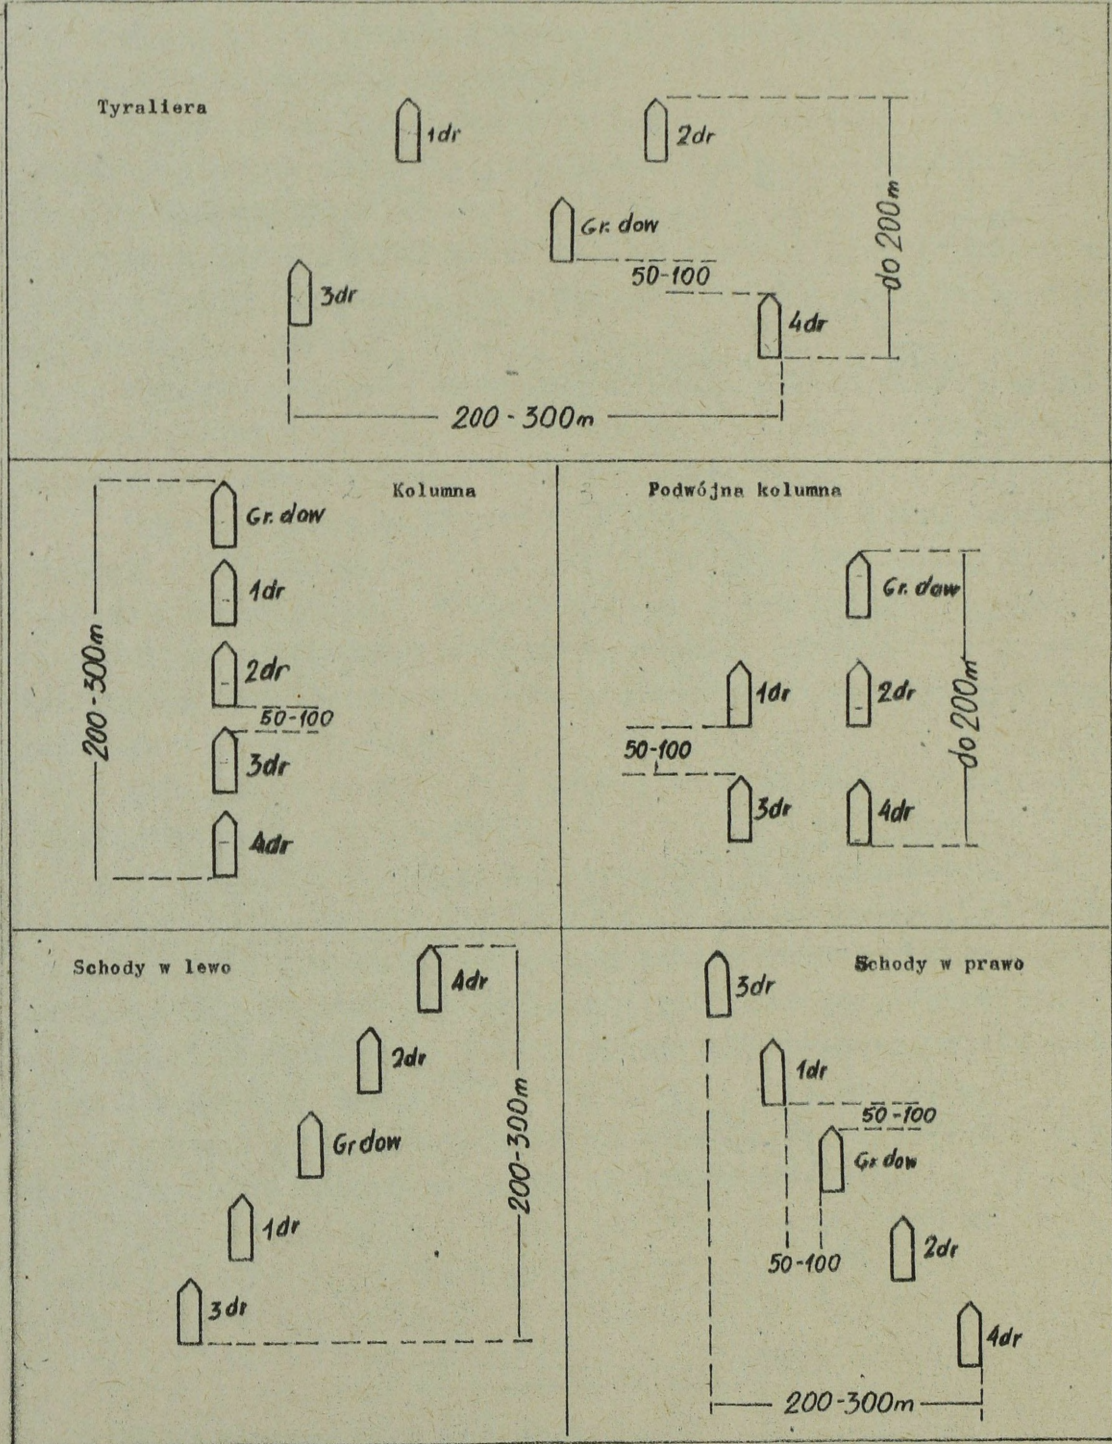 Tyraliera
1dr
2dr
Gr. dow
50-100
3dr
4dr
do 200m
200 - 300m
Kolumna
Gr. dow
1dr
2dr
50-100
3dr
4dr
200-300m
Podwójna kolumna
Gr. dow
1dr
2dr
50-100
3dr
4dr
do 200m
Schody w lewo
4dr
2dr
Gr dow
1dr
3dr
200-300m
Schody w prawo
3dr
1dr
50-100
Gr dow
50-100
2dr
4dr
200-300m